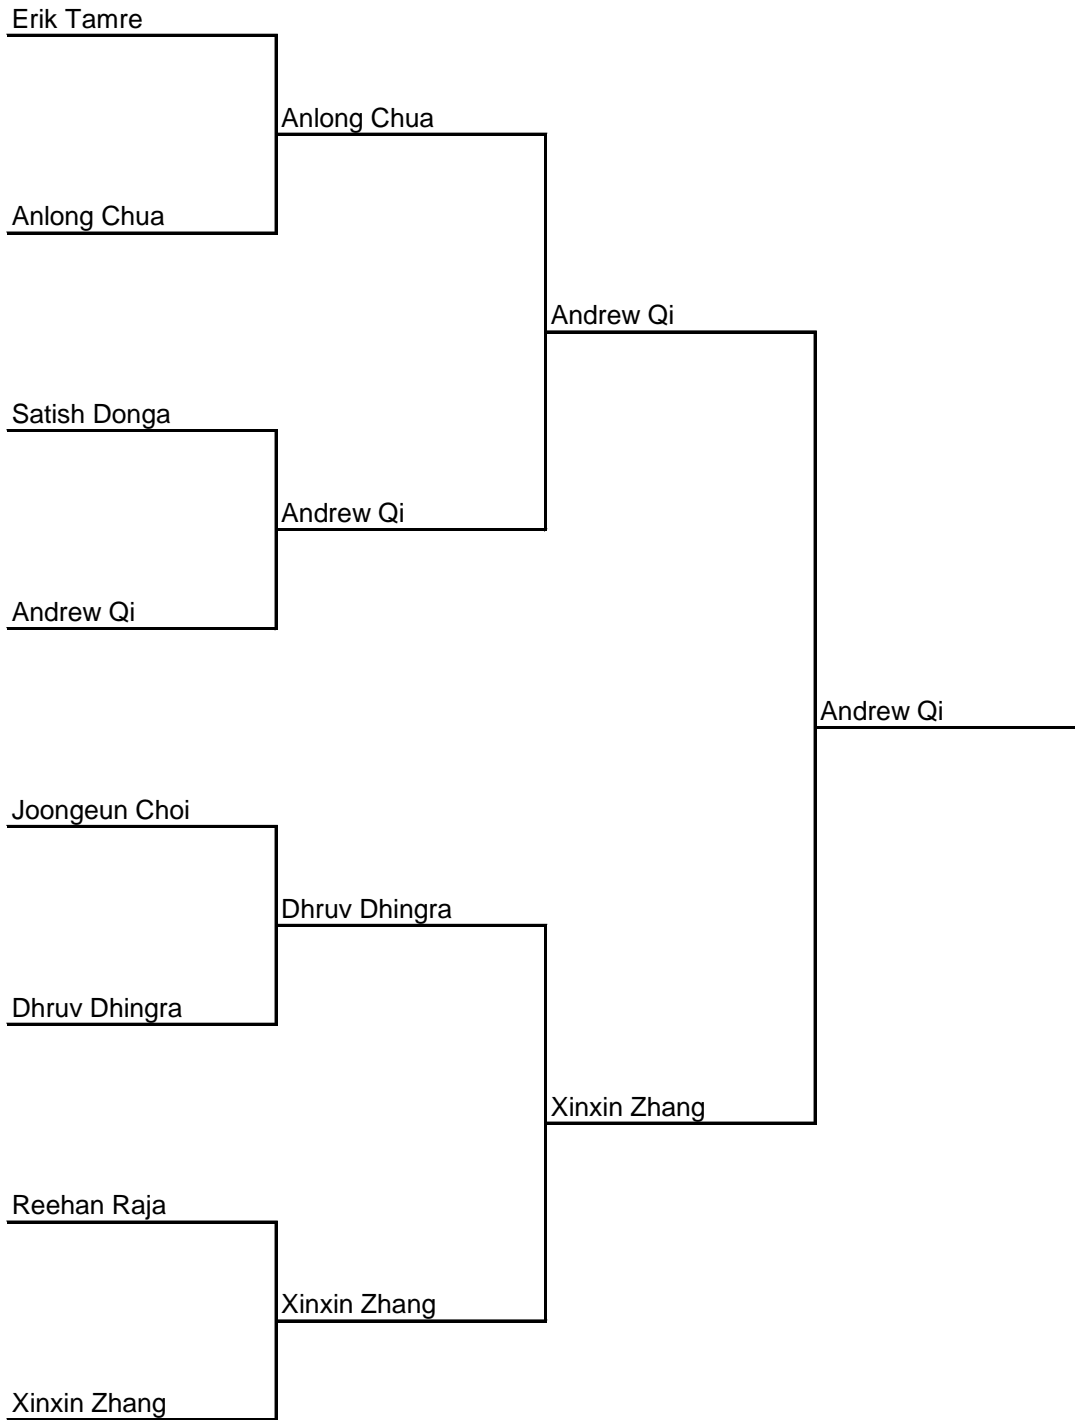 Erik Tamre
Anlong Chua
Anlong Chua
Andrew Qi
Satish Donga
Andrew Qi
Andrew Qi
Andrew Qi
Joongeun Choi
Dhruv Dhingra
Dhruv Dhingra
Xinxin Zhang
Reehan Raja
Xinxin Zhang
Xinxin Zhang